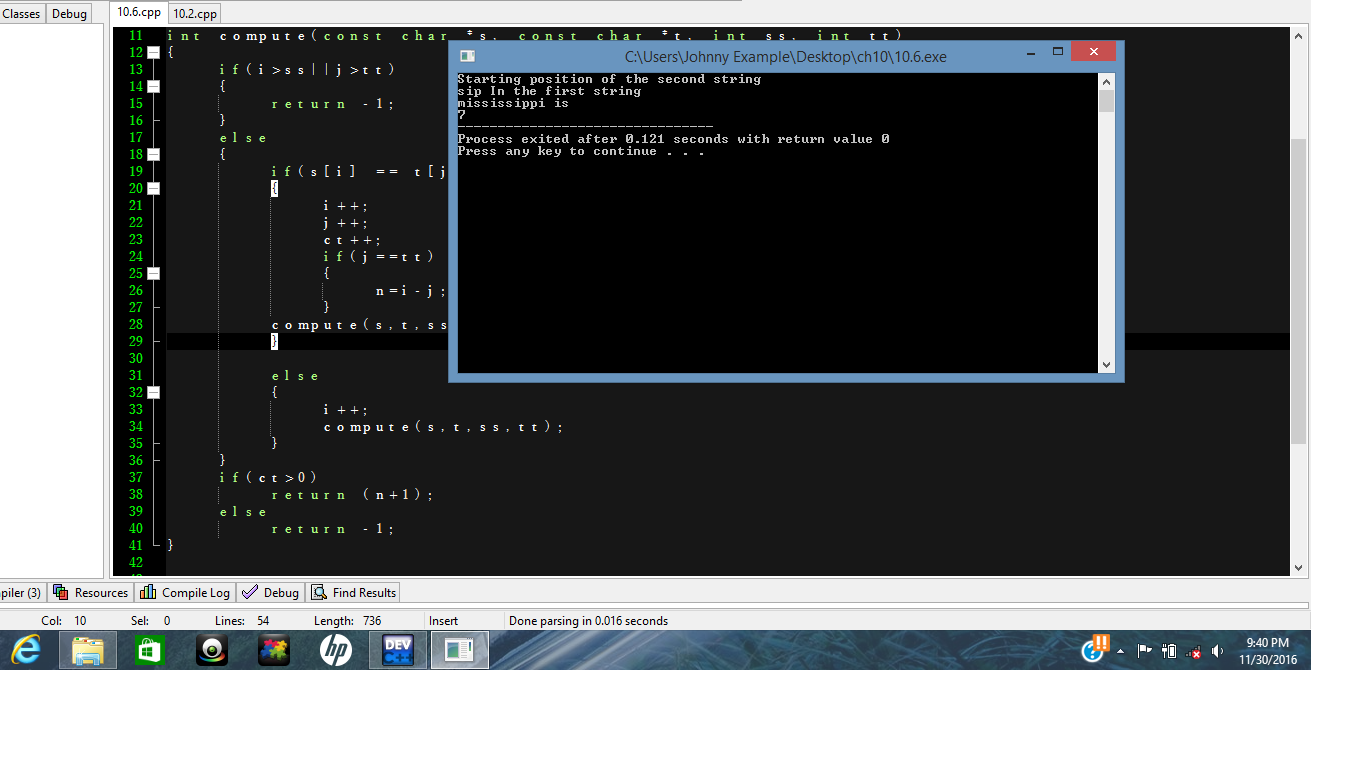 Classes Debug 10.6.cpp 10.2.cpp
11 int compute(const char *s, const char *t, int ss, int tt)
12 {
13 if(i>ss||j>tt)
14 {
15 return -1;
16 }
17 else
18 {
19 if(s[i] == t[j
20 {
21 i++;
22 j++;
23 ct++;
24 if(j==tt)
25 {
26 n=i-j;
27 }
28 compute(s,t,ss
29 }
30
31 else
32 {
33 i++;
34 compute(s,t,ss,tt);
35 }
36 }
37 if(ct>0)
38 return (n+1);
39 else
40 return -1;
41 }
42
C:\Users\Johnny Example\Desktop\ch10\10.6.exe
Starting position of the second string
sip In the first string
mississippi is
7
--------------------------------
Process exited after 0.121 seconds with return value 0
Press any key to continue . . .
piler (3) Resources Compile Log Debug Find Results
Col: 10 Sel: 0 Lines: 54 Length: 736 Insert Done parsing in 0.016 seconds
hp DEV C++ 9:40 PM
11/30/2016